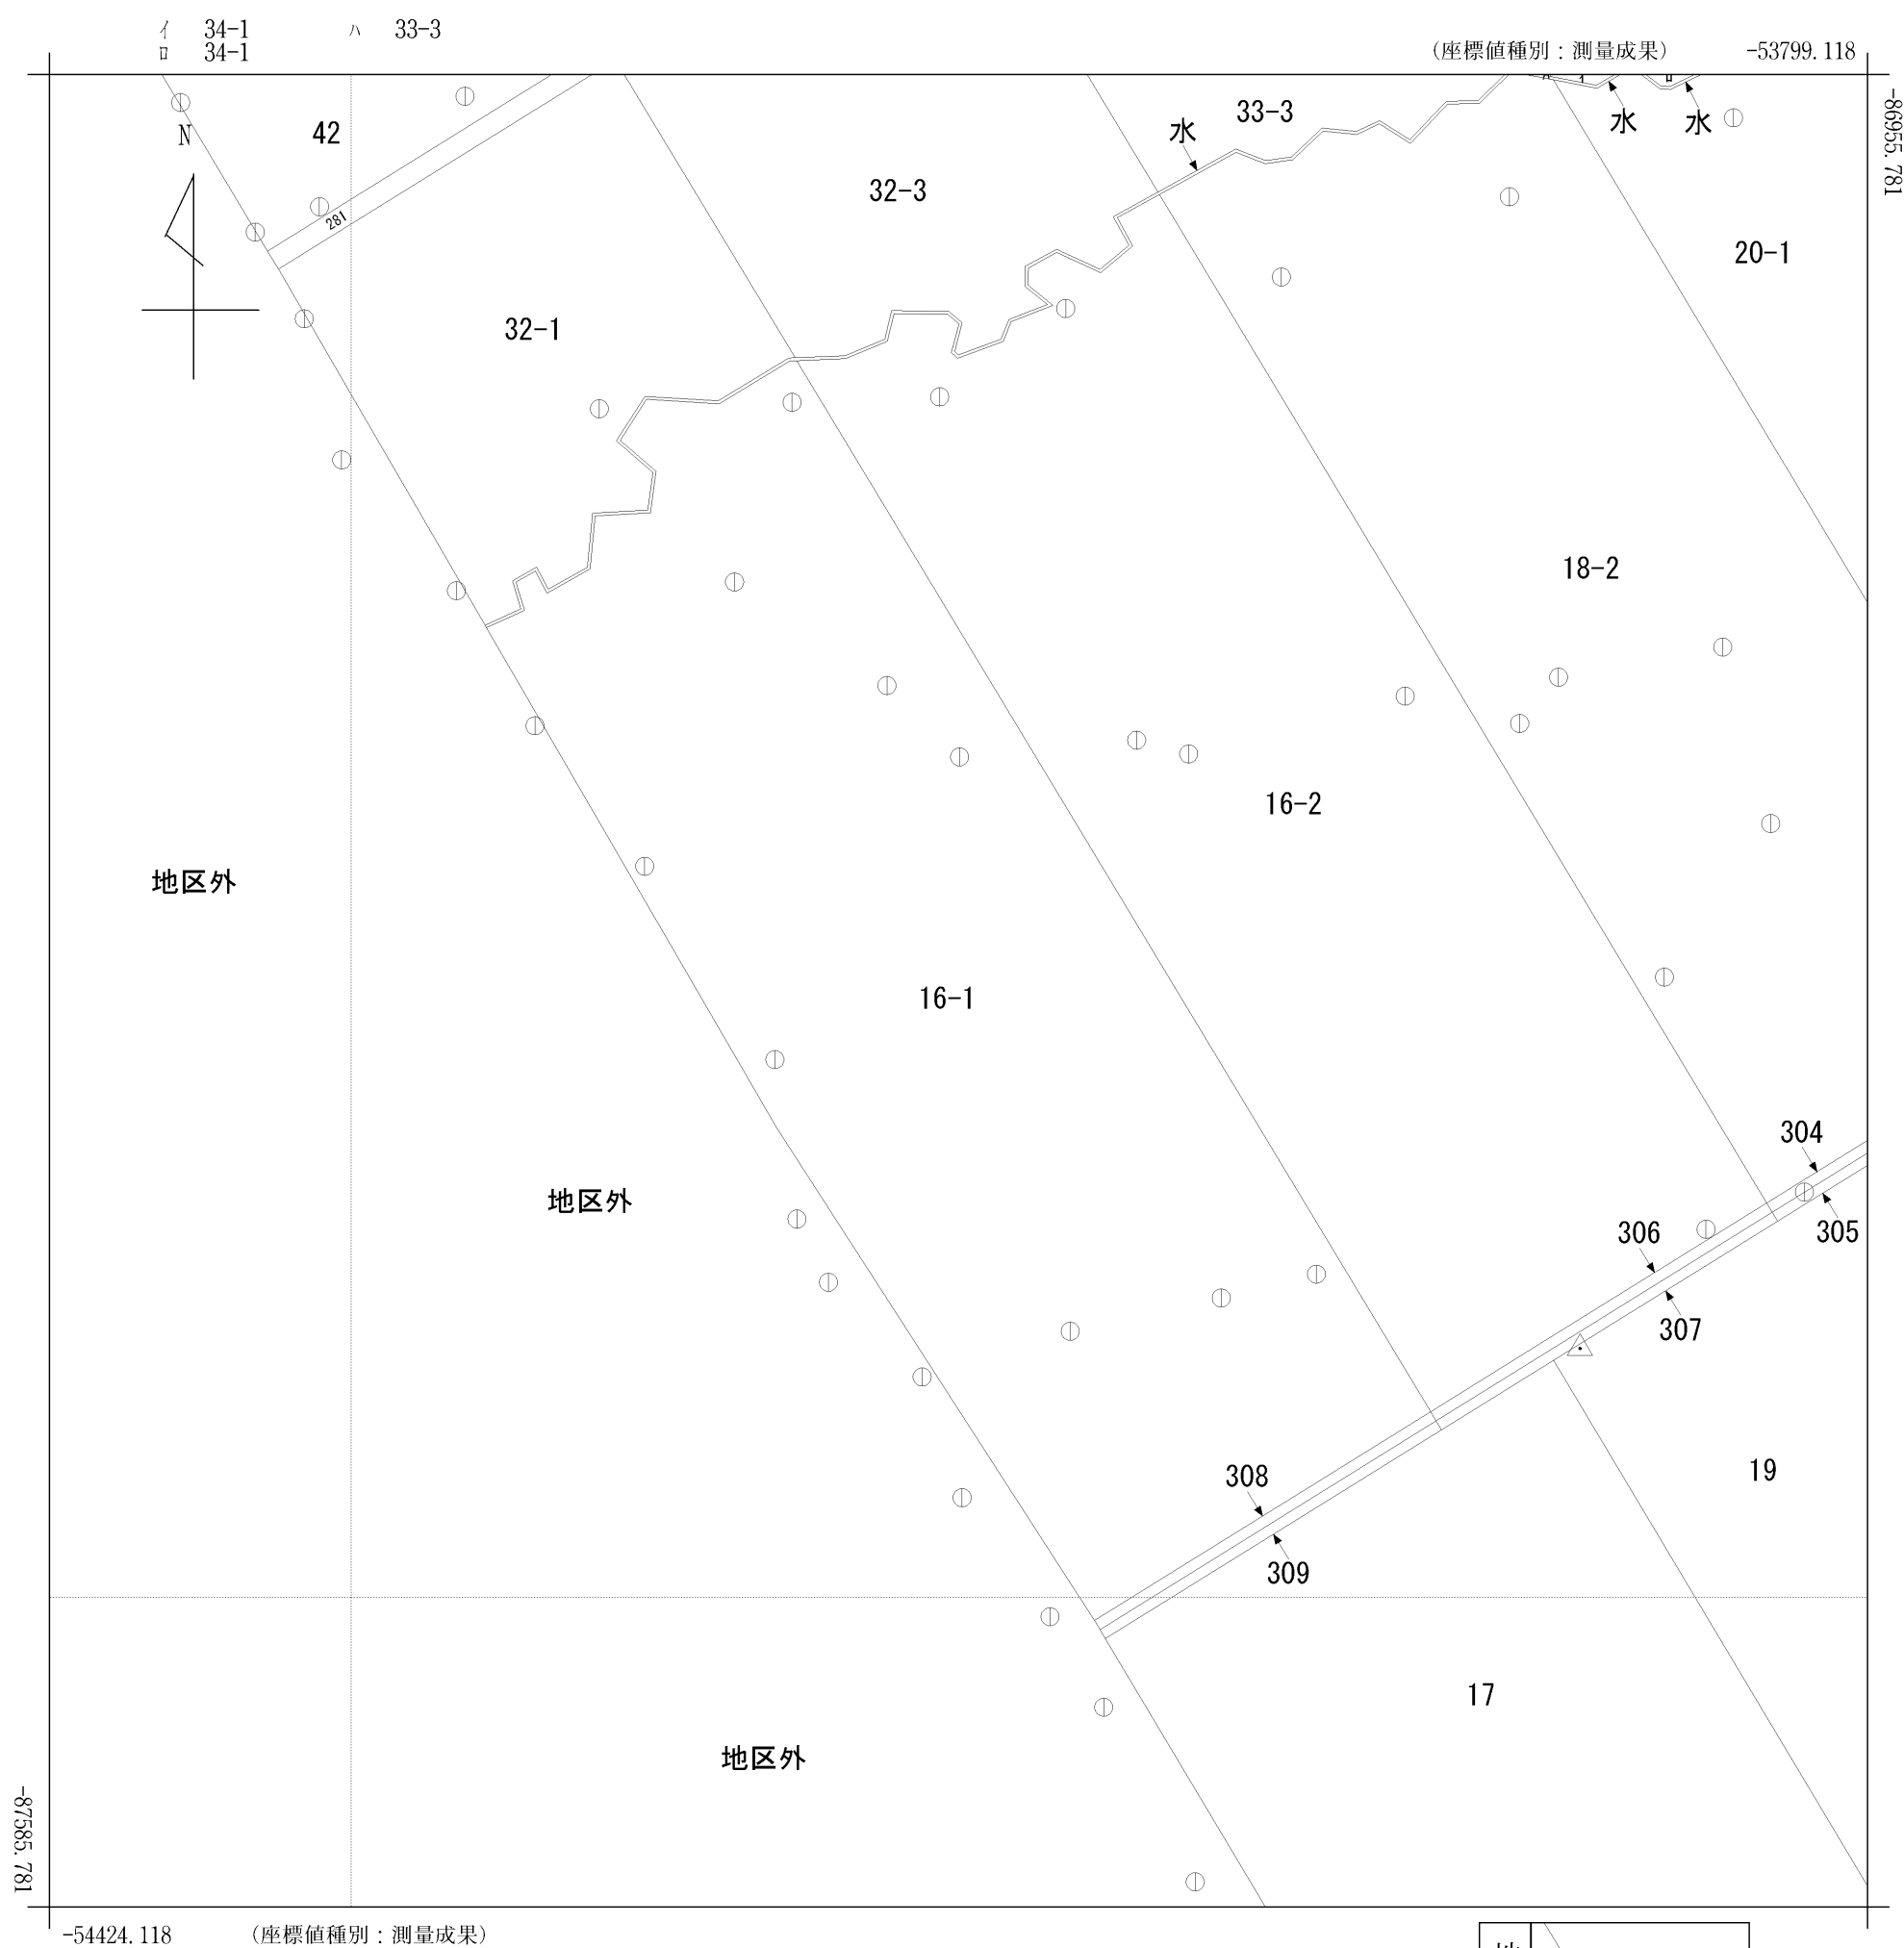 イ 34-1 ハ 33-3
ロ 34-1
(座標値種別：測量成果) -53799.118
-86955.781
ハ イ ロ
33-3
水
水
水
N
42
32-3
281
20-1
32-1
18-2
16-2
地区外
16-1
304
地区外
306
305
307
308
19
309
17
地区外
-87585.781
-54424.118 (座標値種別：測量成果)